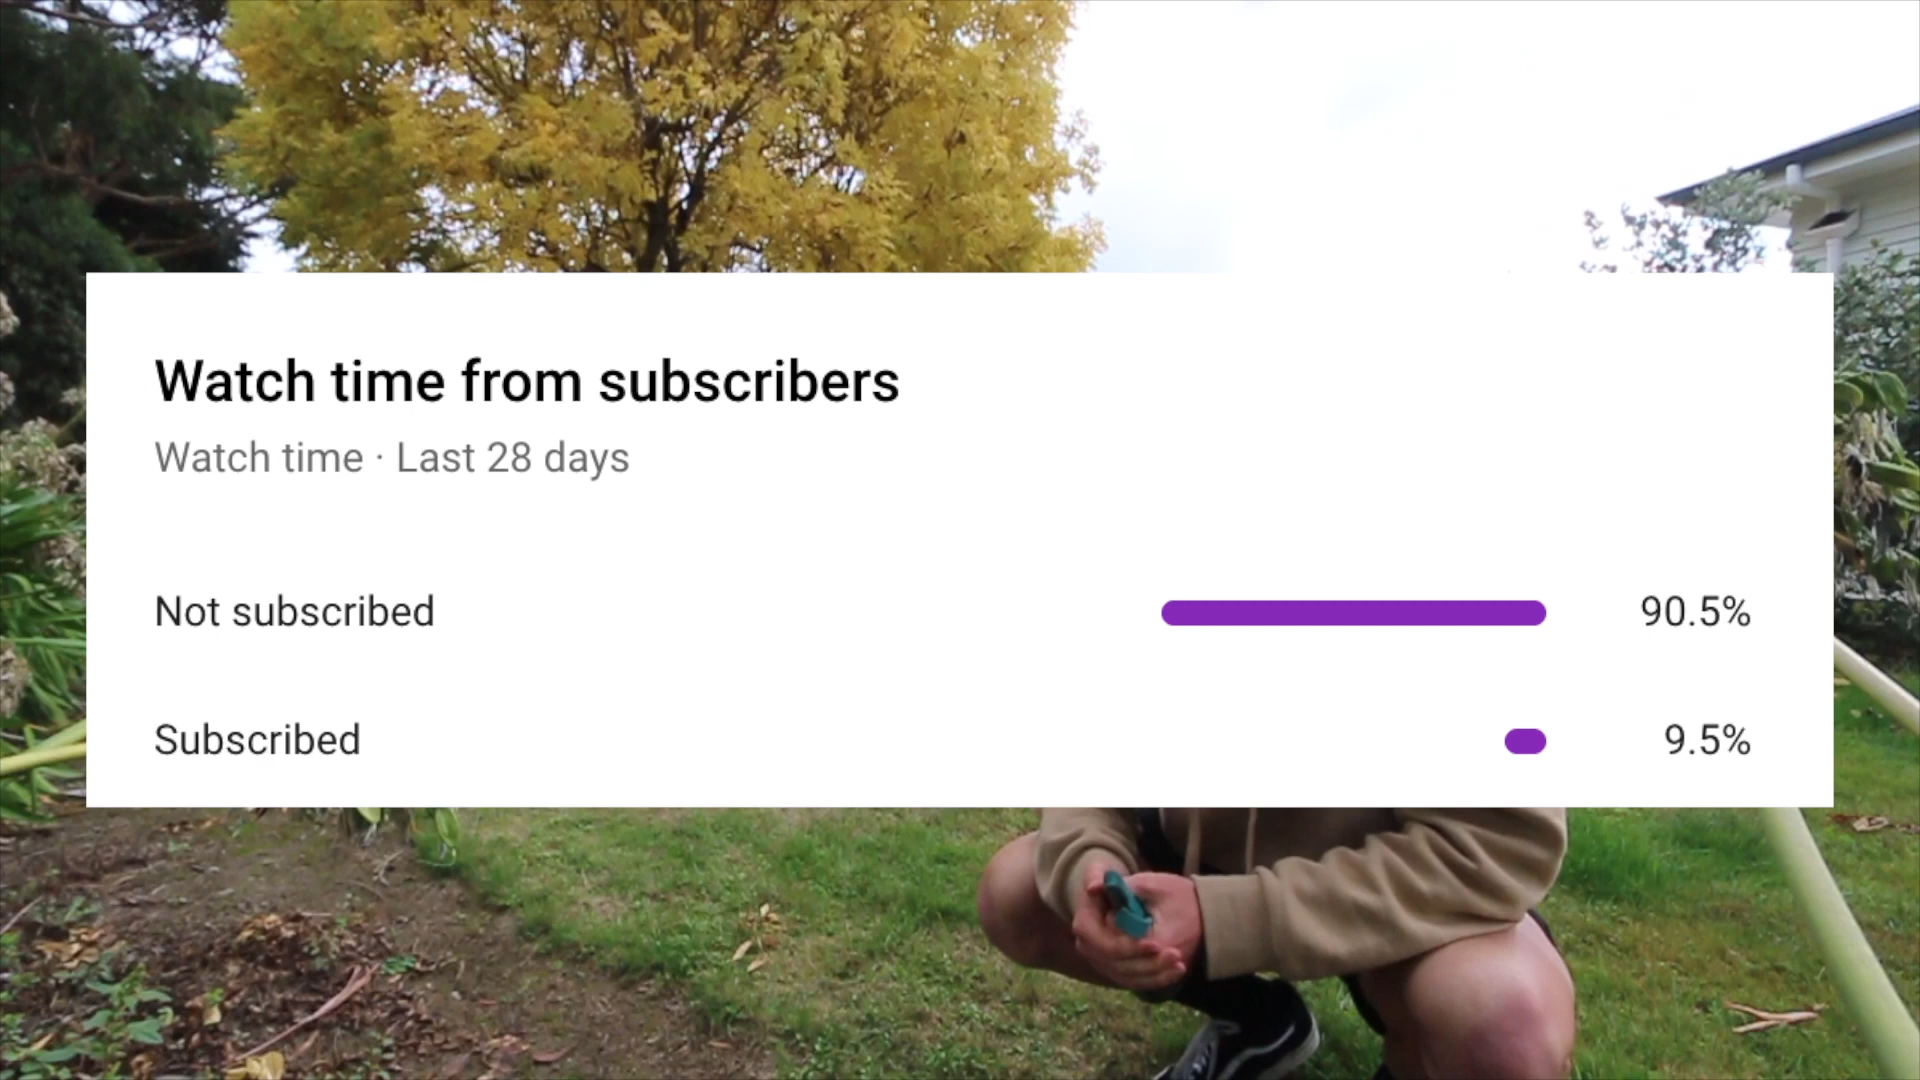 Watch time from subscribers
Watch time · Last 28 days
Not subscribed 90.5%
Subscribed 9.5%